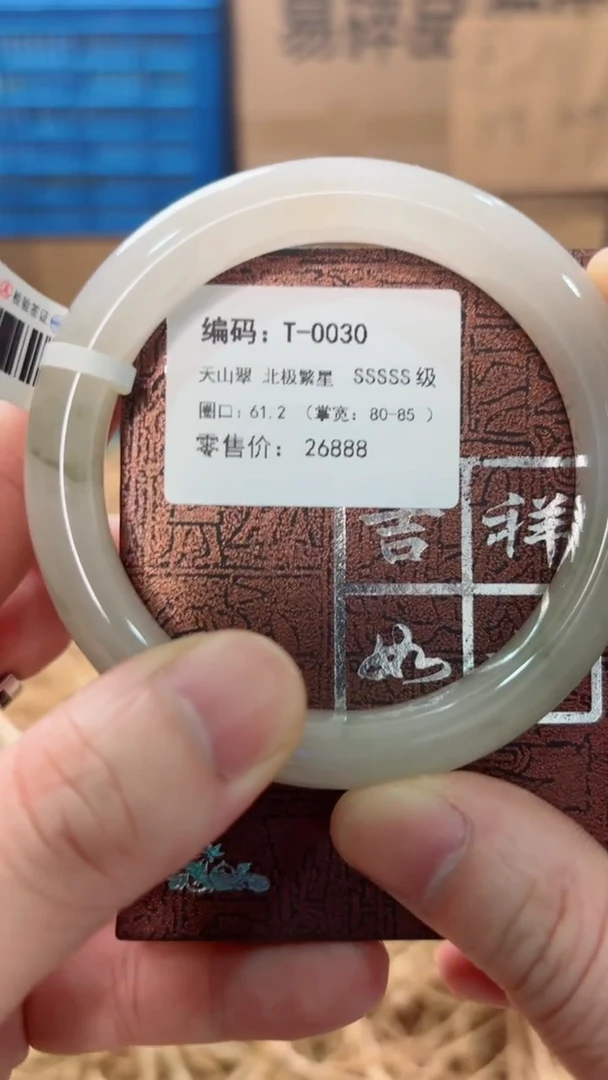 编码：T-0030
天山翠 北极繁星 SSSSS级
圈口：61.2 （掌宽：80-85 ）
零售价： 26888
吉祥
如